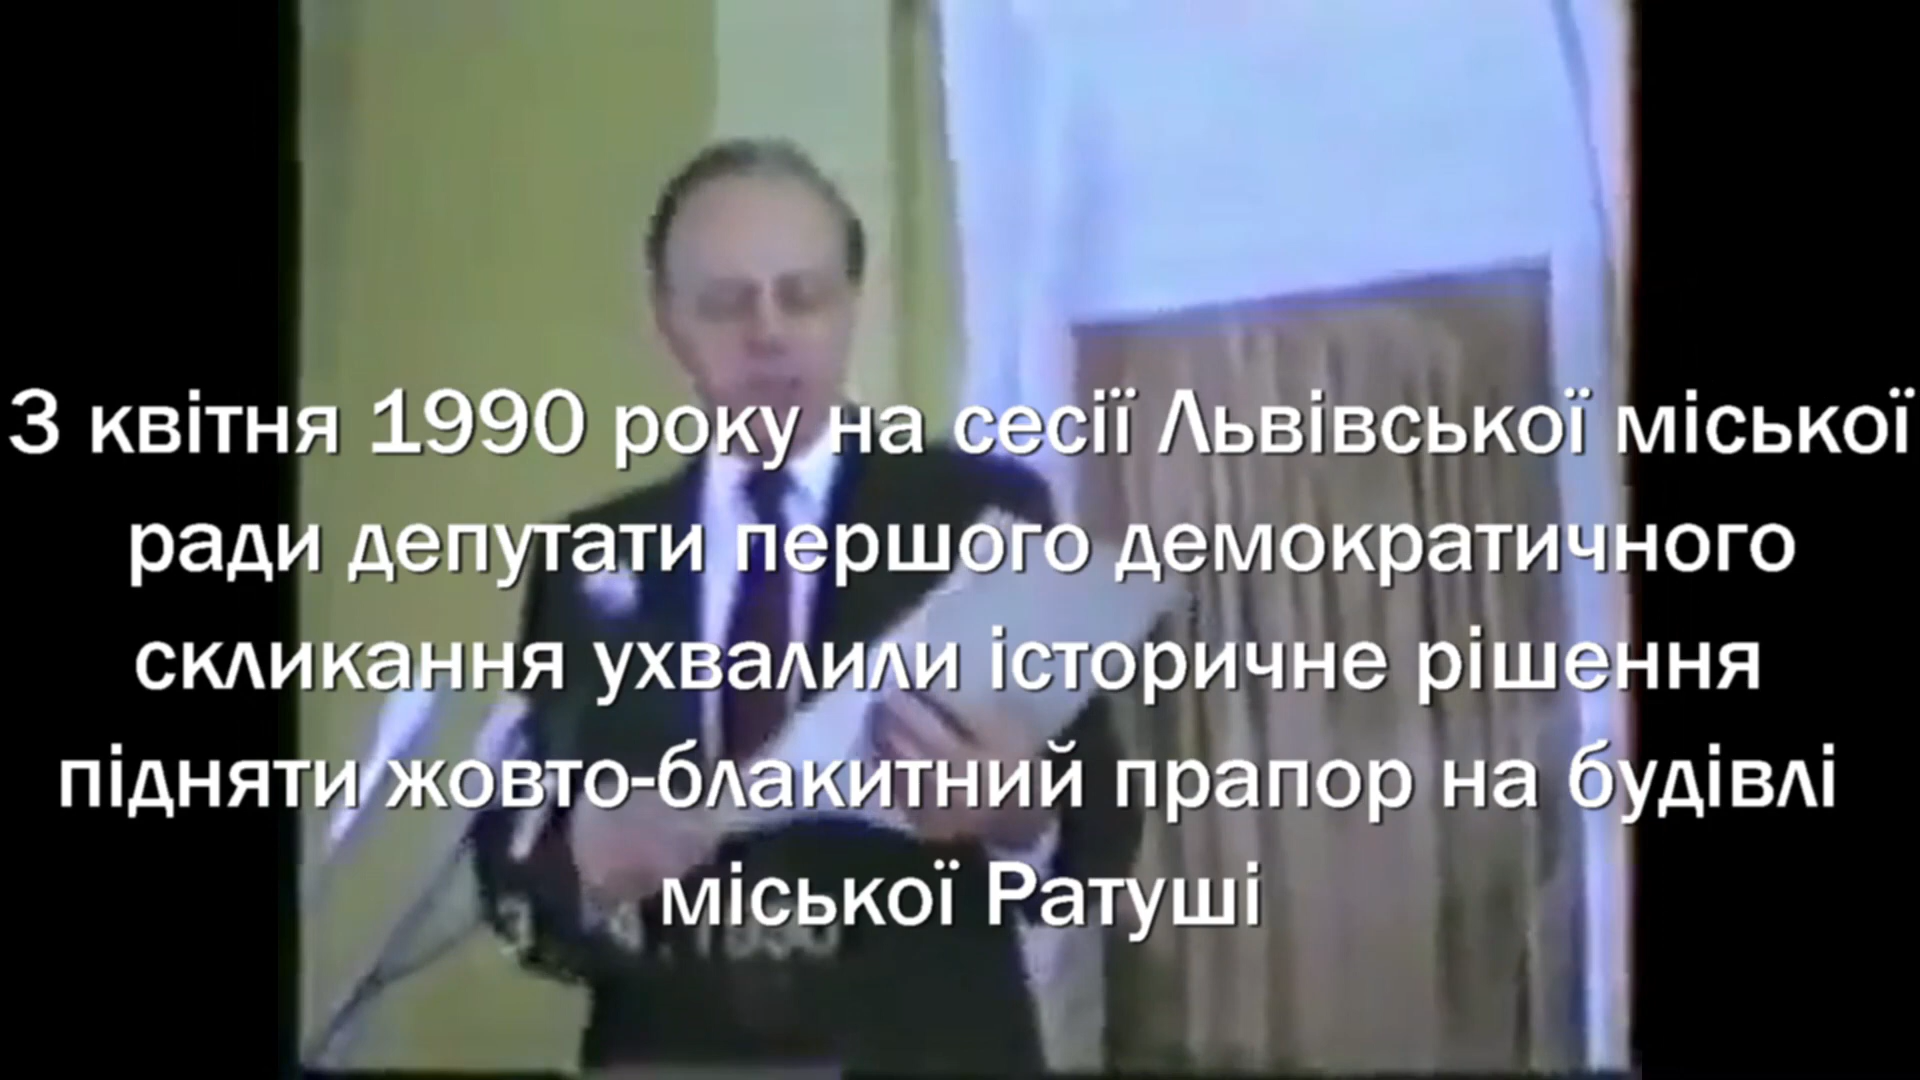 3 квітня 1990 року на сесії Львівської міської
ради депутати першого демократичного
скликання ухвалили історичне рішення
підняти жовто-блакитний прапор на будівлі
міської Ратуші